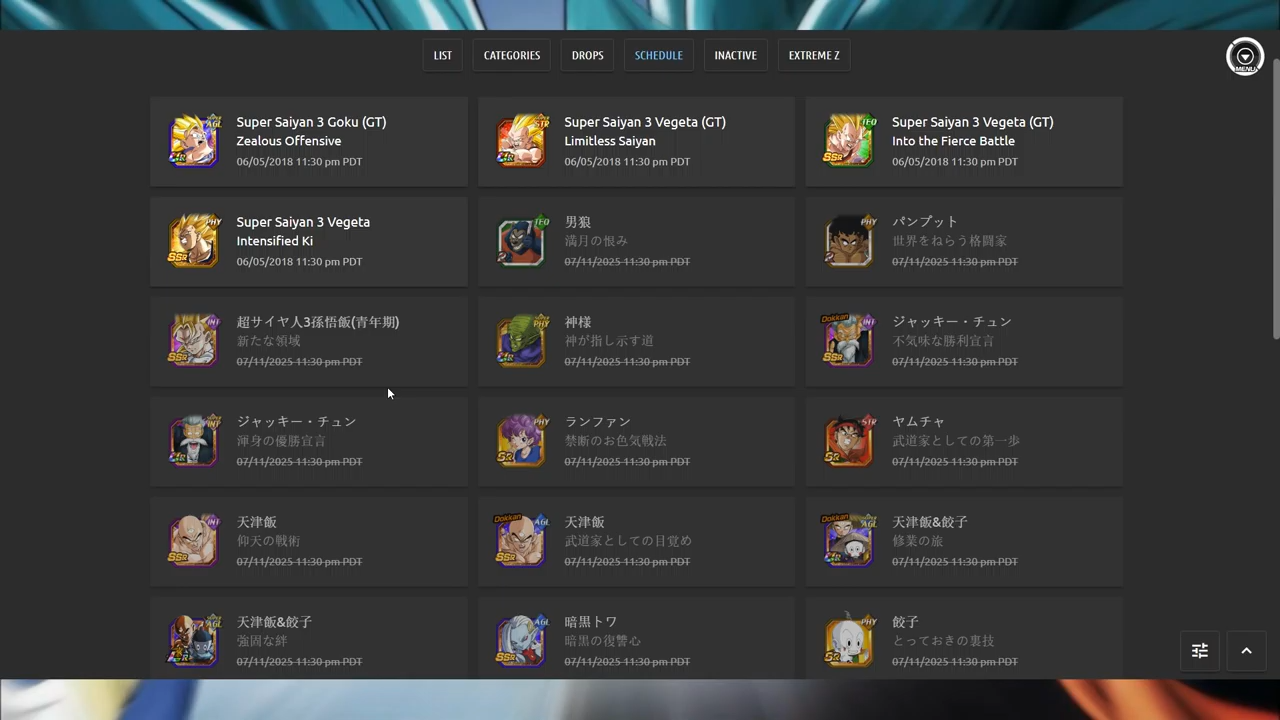 LIST CATEGORIES DROPS SCHEDULE INACTIVE EXTREME Z
MENU
Super Saiyan 3 Goku (GT)
Zealous Offensive
06/05/2018 11:30 pm PDT
Super Saiyan 3 Vegeta (GT)
Limitless Saiyan
06/05/2018 11:30 pm PDT
Super Saiyan 3 Vegeta (GT)
Into the Fierce Battle
06/05/2018 11:30 pm PDT
Super Saiyan 3 Vegeta
Intensified Ki
06/05/2018 11:30 pm PDT
男狼
満月の恨み
07/11/2025 11:30 pm PDT
パンプット
世界をねらう格闘家
07/11/2025 11:30 pm PDT
超サイヤ人3孫悟飯(青年期)
新たな領域
07/11/2025 11:30 pm PDT
神様
神が指し示す道
07/11/2025 11:30 pm PDT
ジャッキー・チュン
不気味な勝利宣言
07/11/2025 11:30 pm PDT
ジャッキー・チュン
渾身の優勝宣言
07/11/2025 11:30 pm PDT
ランファン
禁断のお色気戦法
07/11/2025 11:30 pm PDT
ヤムチャ
武道家としての第一歩
07/11/2025 11:30 pm PDT
天津飯
仰天の戦術
07/11/2025 11:30 pm PDT
天津飯
武道家としての目覚め
07/11/2025 11:30 pm PDT
天津飯&餃子
修業の旅
07/11/2025 11:30 pm PDT
天津飯&餃子
強固な絆
07/11/2025 11:30 pm PDT
暗黒トワ
暗黒の復讐心
07/11/2025 11:30 pm PDT
餃子
とっておきの裏技
07/11/2025 11:30 pm PDT